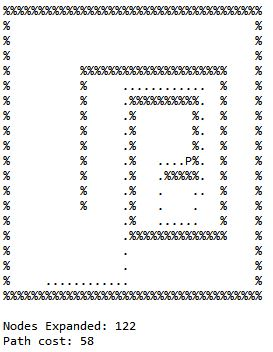 %%%%%%%%%%%%%%%%%%%%%%%%%%%%%%%%%%%%%
%                                   %
%                                   %
%                                   %
%          %%%%%%%%%%%%%%%%%%%%%    %
%          %     ............  %    %
%          %     .%%%%%%%%%%.  %    %
%          %     .%        %.  %    %
%          %     .%        %.  %    %
%          %     .%        %.  %    %
%          %     .%   ....P%.  %    %
%          %     .%   .%%%%%.  %    %
%          %     .%   .    ..  %    %
%          %     .%   .    .   %    %
%                .%   ......   %    %
%                .%%%%%%%%%%%%%%    %
%                .                  %
%                .                  %
%     ............                  %
%%%%%%%%%%%%%%%%%%%%%%%%%%%%%%%%%%%%%
Nodes Expanded: 122
Path cost: 58